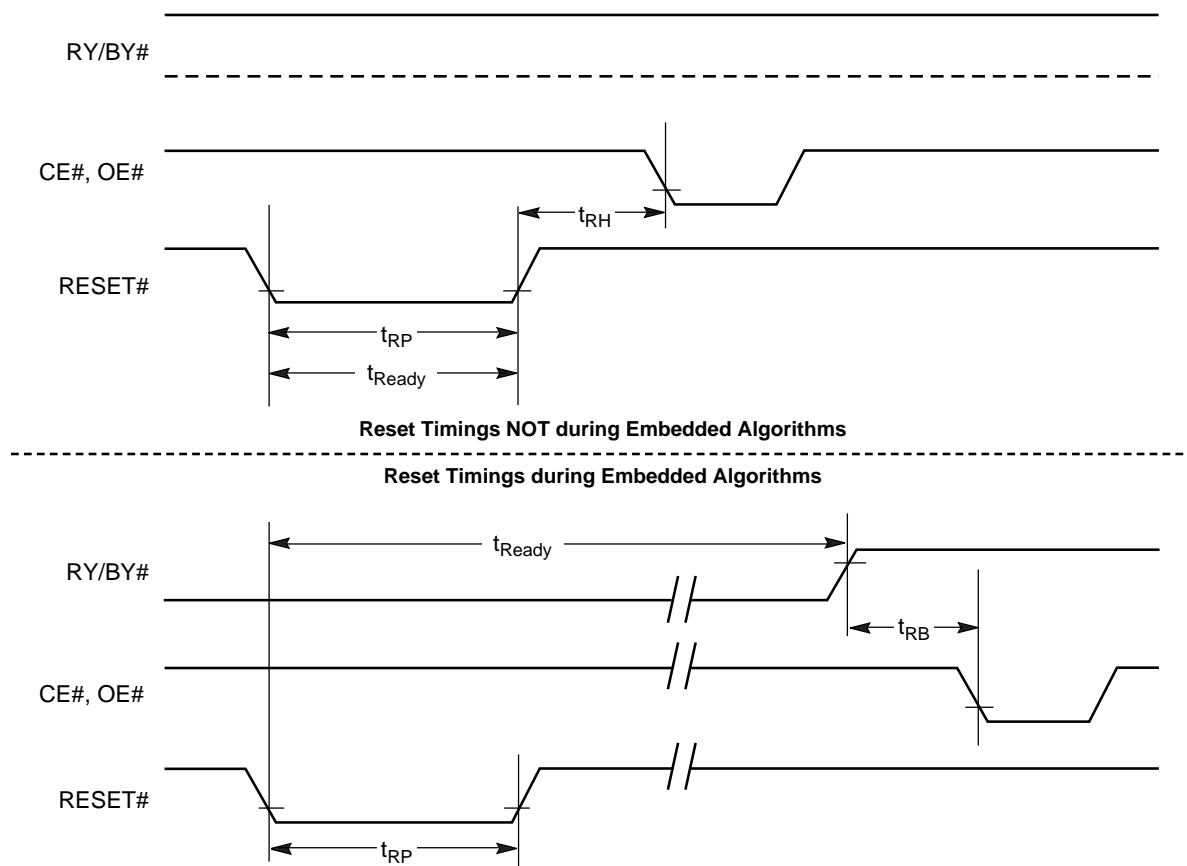 RY/BY#
CE#, OE#
tRH
RESET#
tRP
tReady
Reset Timings NOT during Embedded Algorithms
Reset Timings during Embedded Algorithms
tReady
RY/BY#
tRB
CE#, OE#
RESET#
tRP